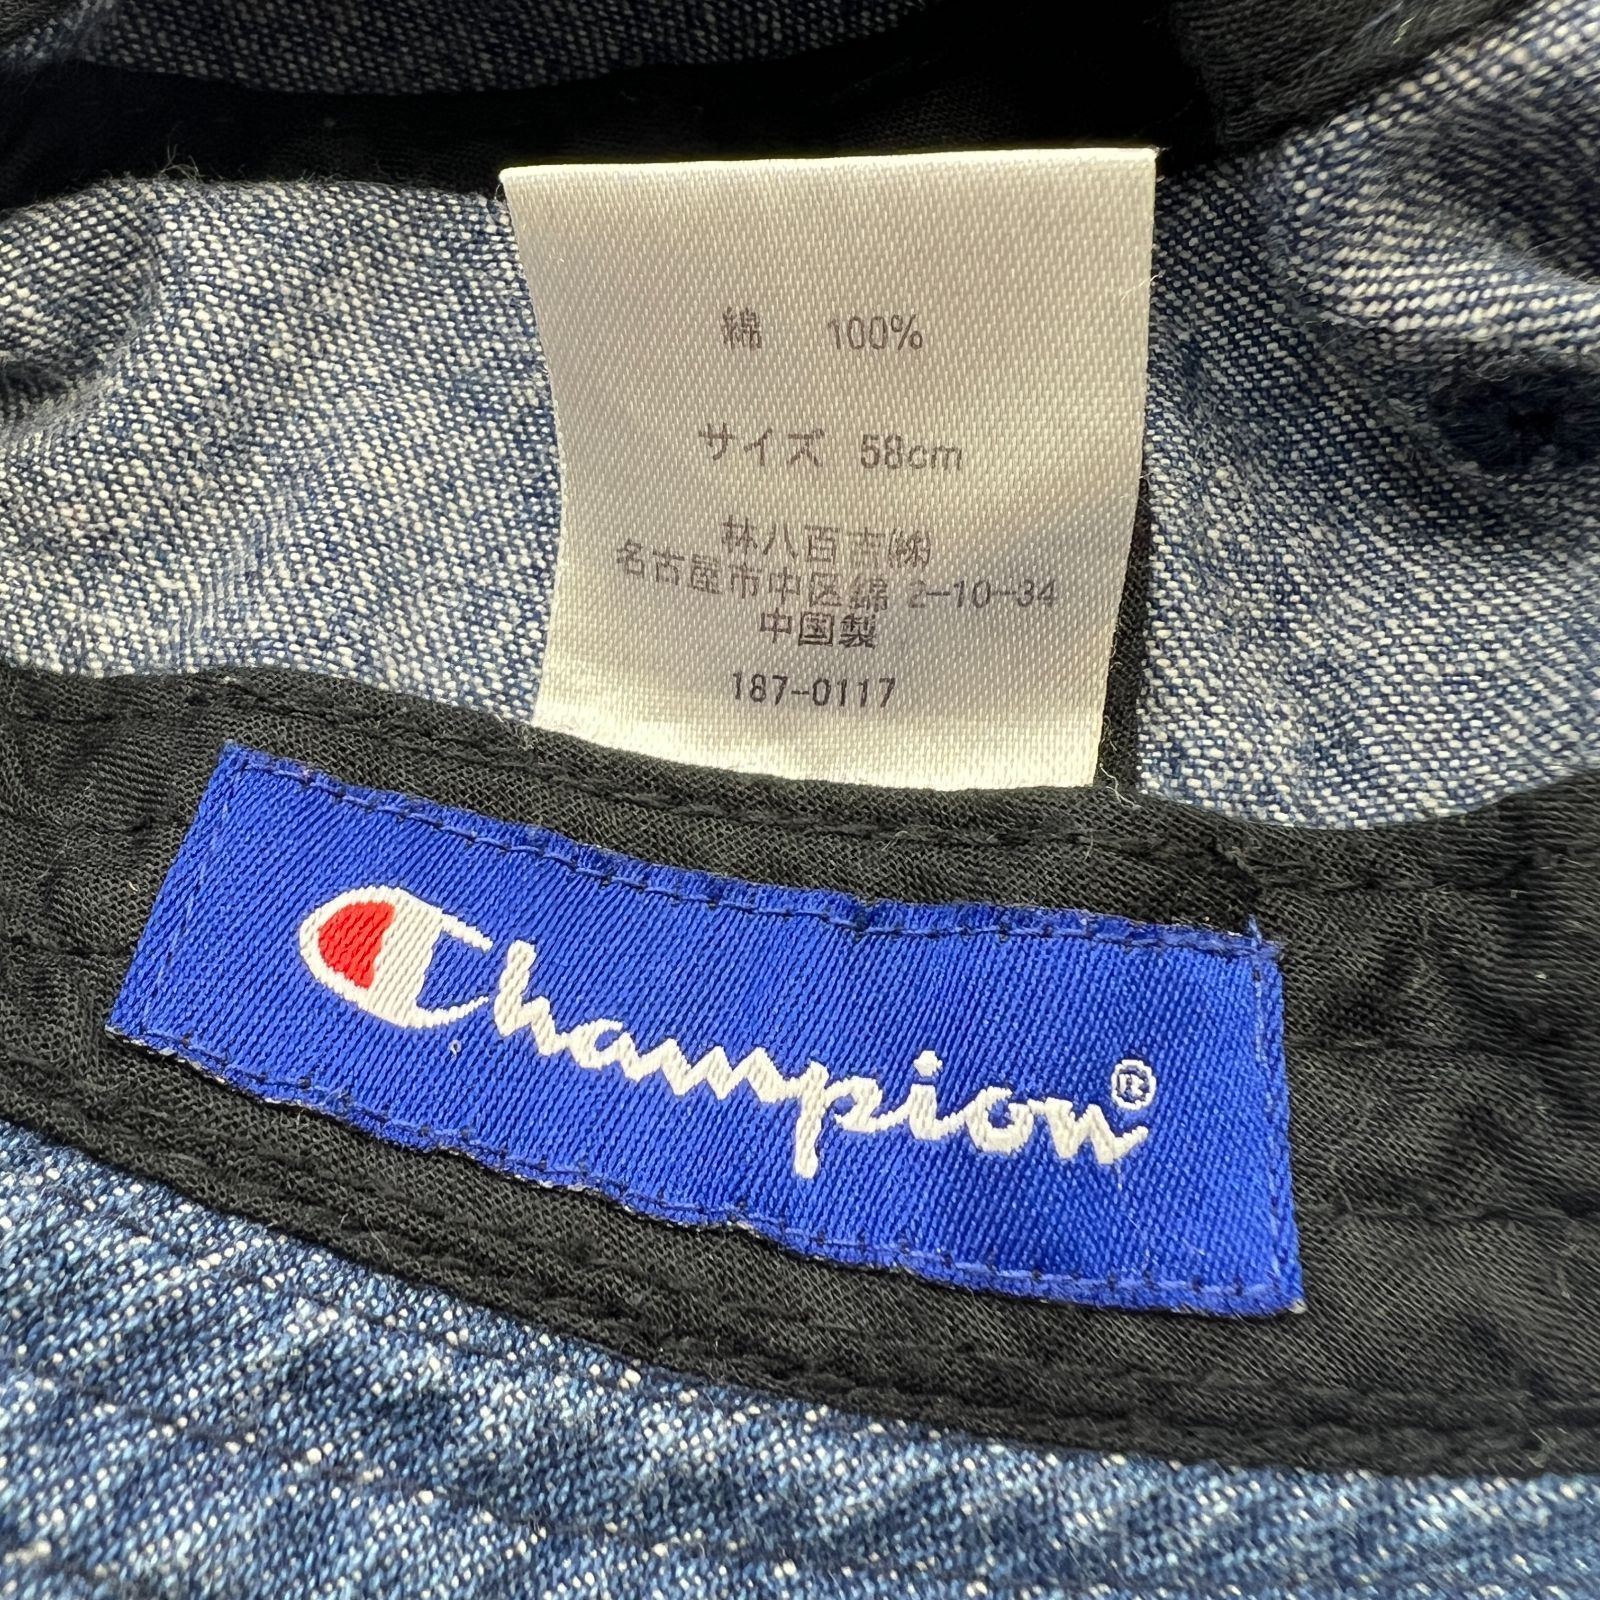 綿 100%
サイズ 58cm
林八百吉㈱
名古屋市中区錦 2-10-34
中国製
187-0117
Champion®